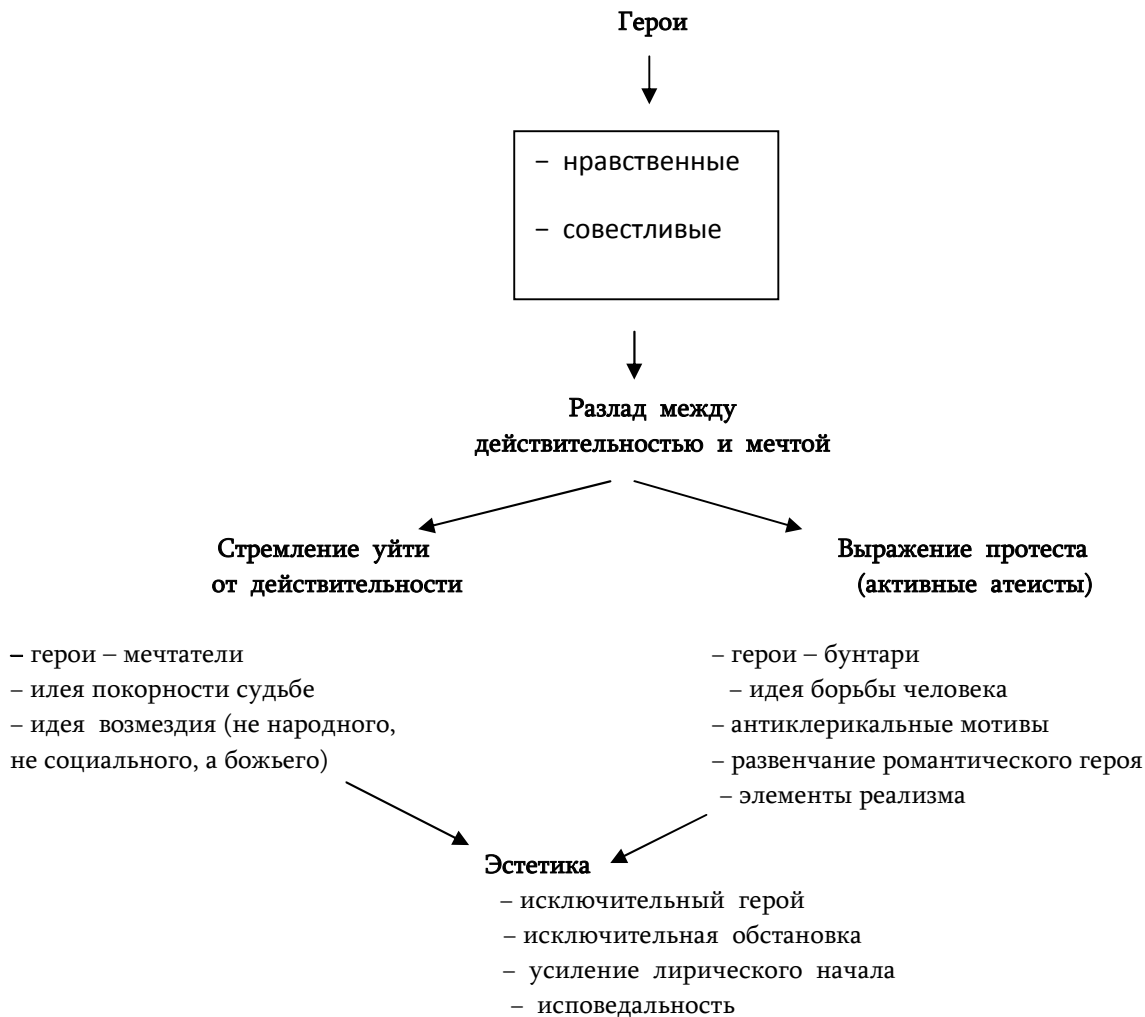 Герои
– нравственные
– совестливые
Разлад между
действительностью и мечтой
Стремление уйти
от действительности
– герои – мечтатели
– илея покорности судьбе
– идея возмездия (не народного,
не социального, а божьего)
Выражение протеста
(активные атеисты)
– герои – бунтари
– идея борьбы человека
– антиклерикальные мотивы
– развенчание романтического героя
– элементы реализма
Эстетика
– исключительный герой
– исключительная обстановка
– усиление лирического начала
– исповедальность